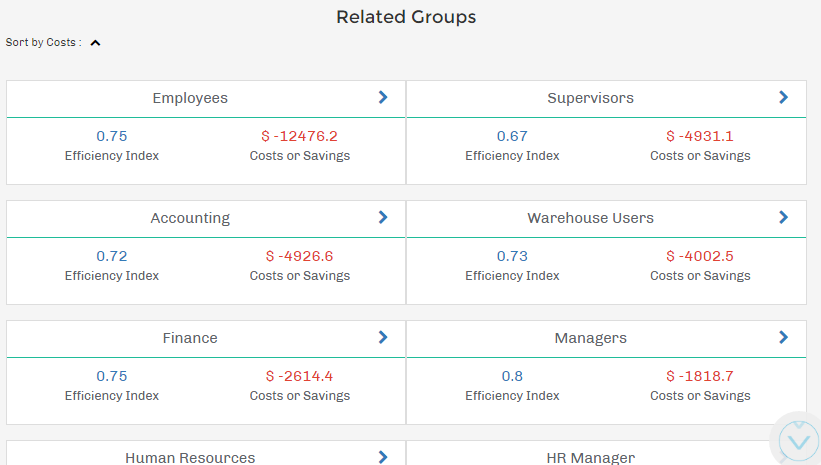 Related Groups
Sort by Costs :
Employees
0.75 $ -12476.2
Efficiency Index Costs or Savings
Supervisors
0.67 $ -4931.1
Efficiency Index Costs or Savings
Accounting
0.72 $ -4926.6
Efficiency Index Costs or Savings
Warehouse Users
0.73 $ -4002.5
Efficiency Index Costs or Savings
Finance
0.75 $ -2614.4
Efficiency Index Costs or Savings
Managers
0.8 $ -1818.7
Efficiency Index Costs or Savings
Human Resources
HR Manager